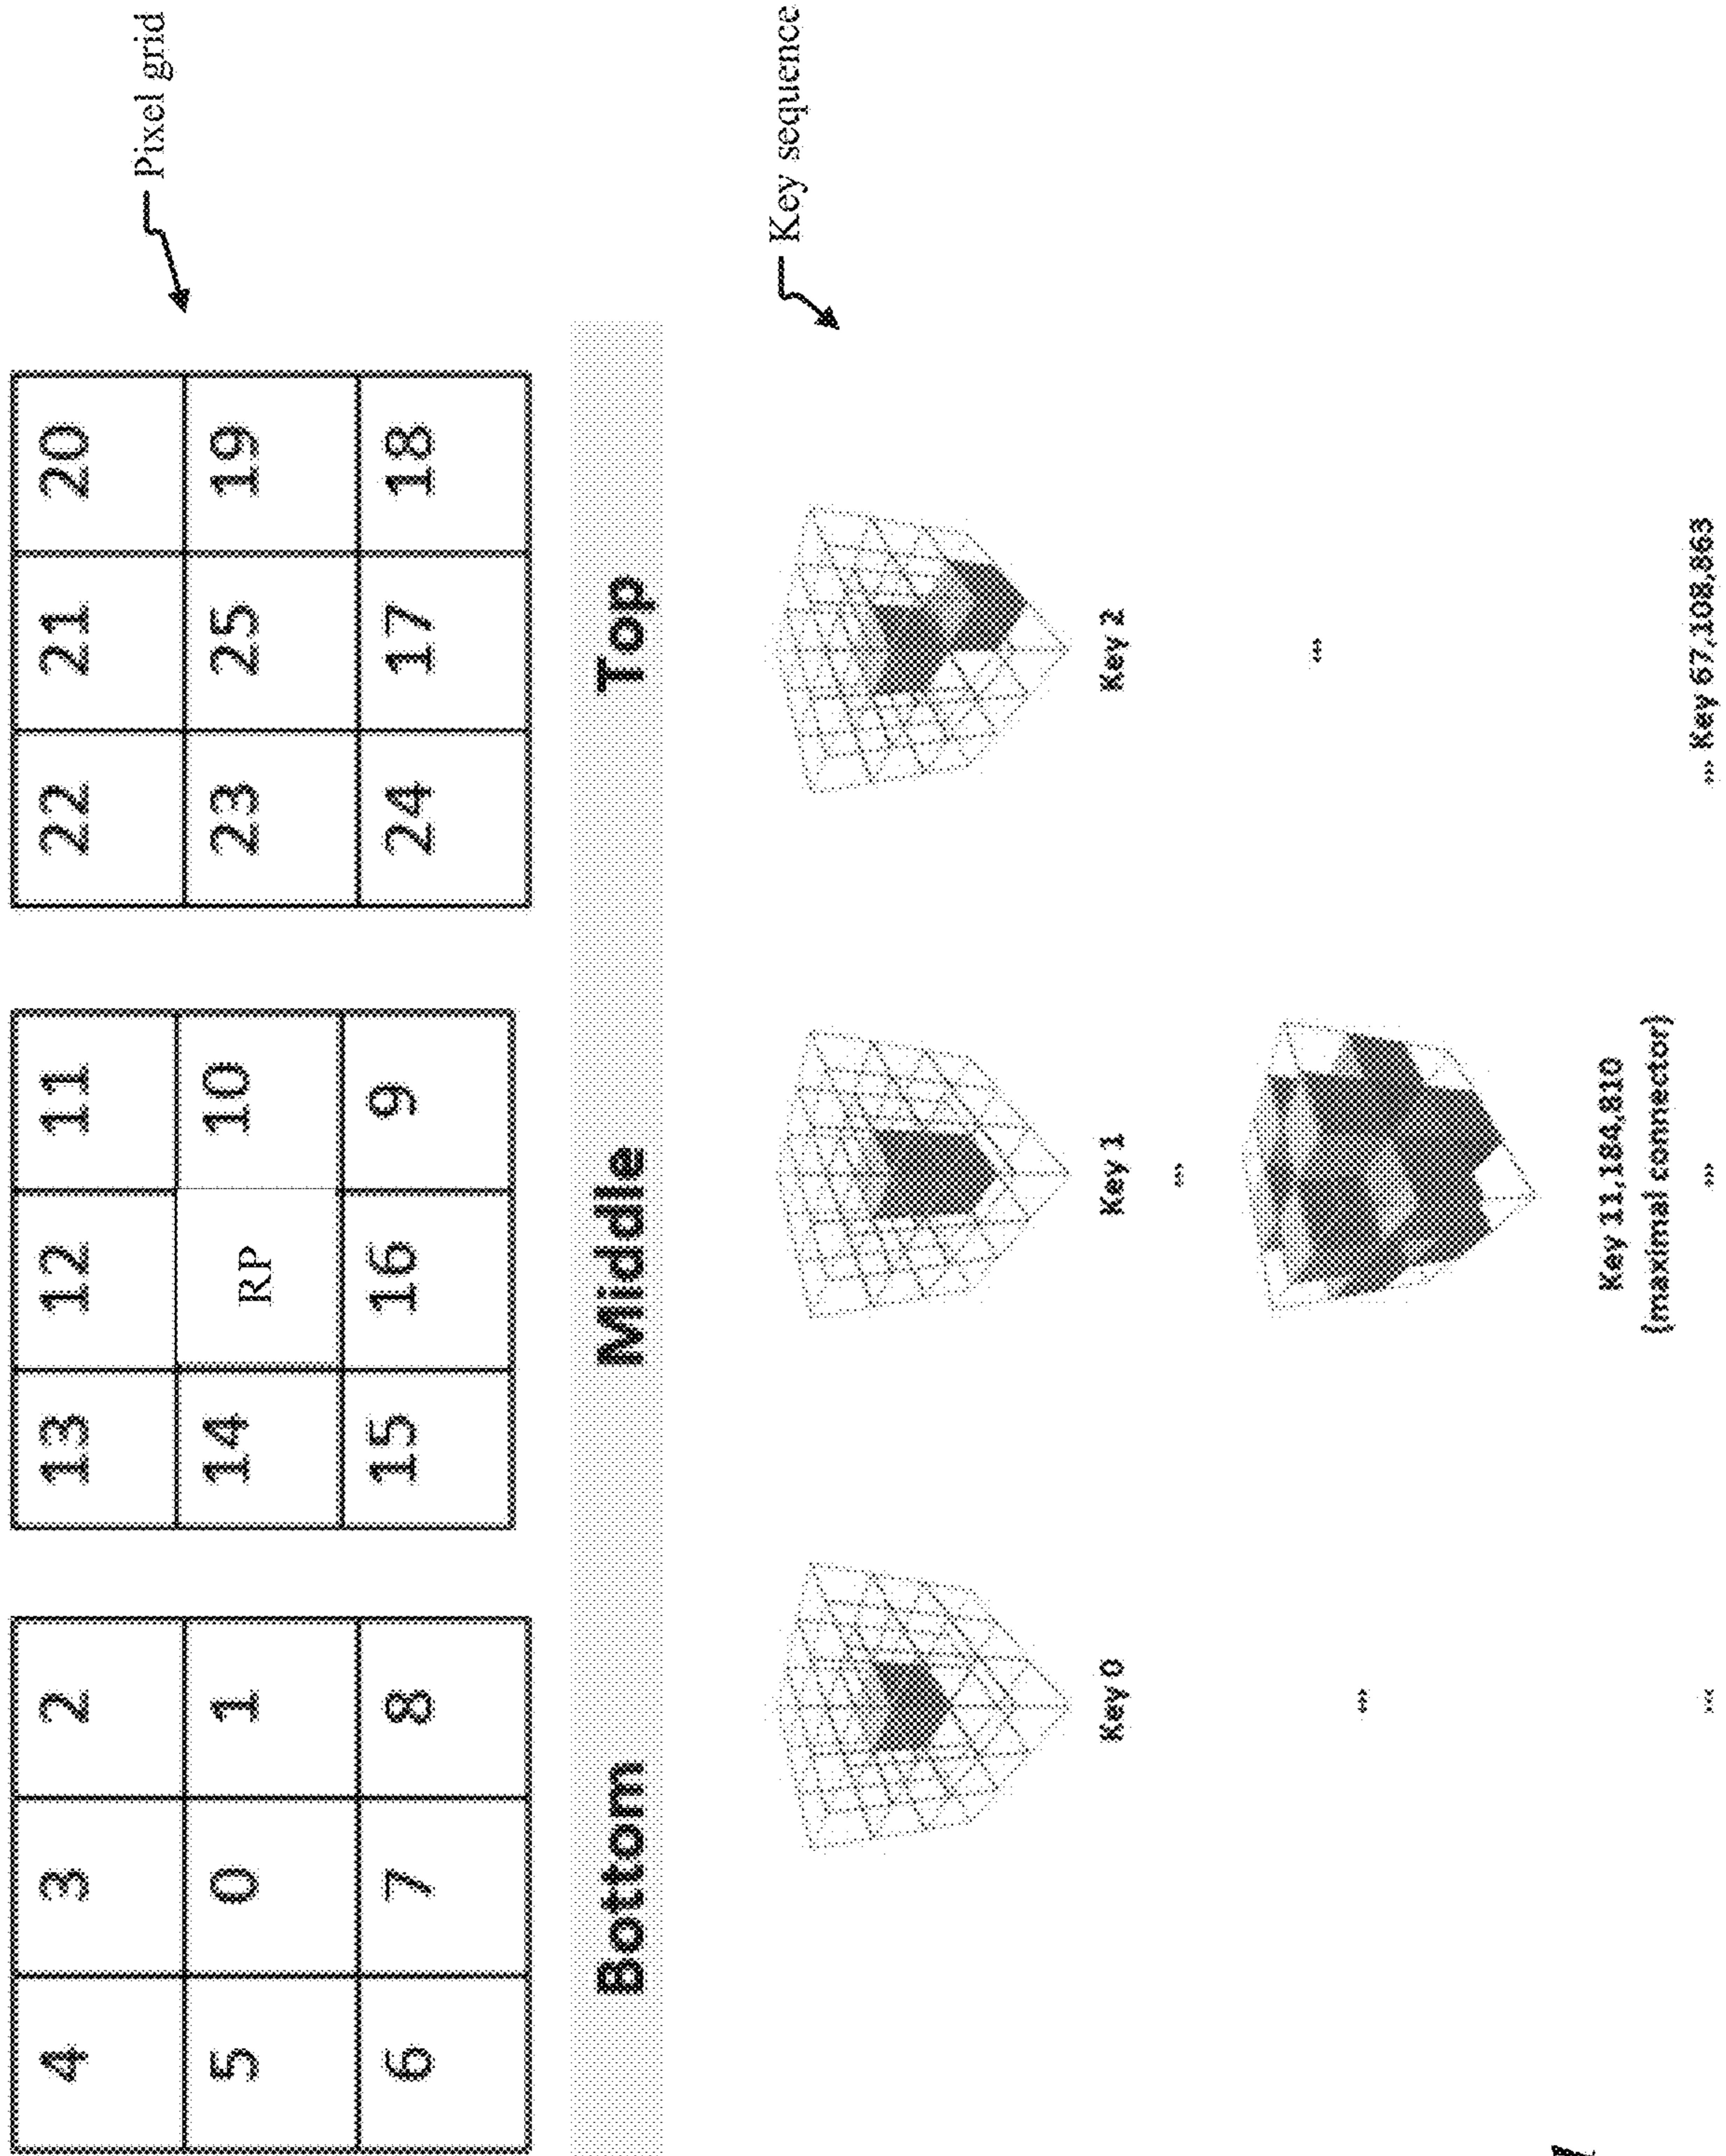 4 3 2 13 12 11 22 21 20
Pixel grid
5 0 1 14 RP 10 23 25 19
6 7 8 15 16 9 24 17 18
Bottom Middle Top
Key sequence
Key 0 Key 1 Key 2
...
...
...
Key 11,184,810
(maximal connector)
... ... ... Key 67,108,863